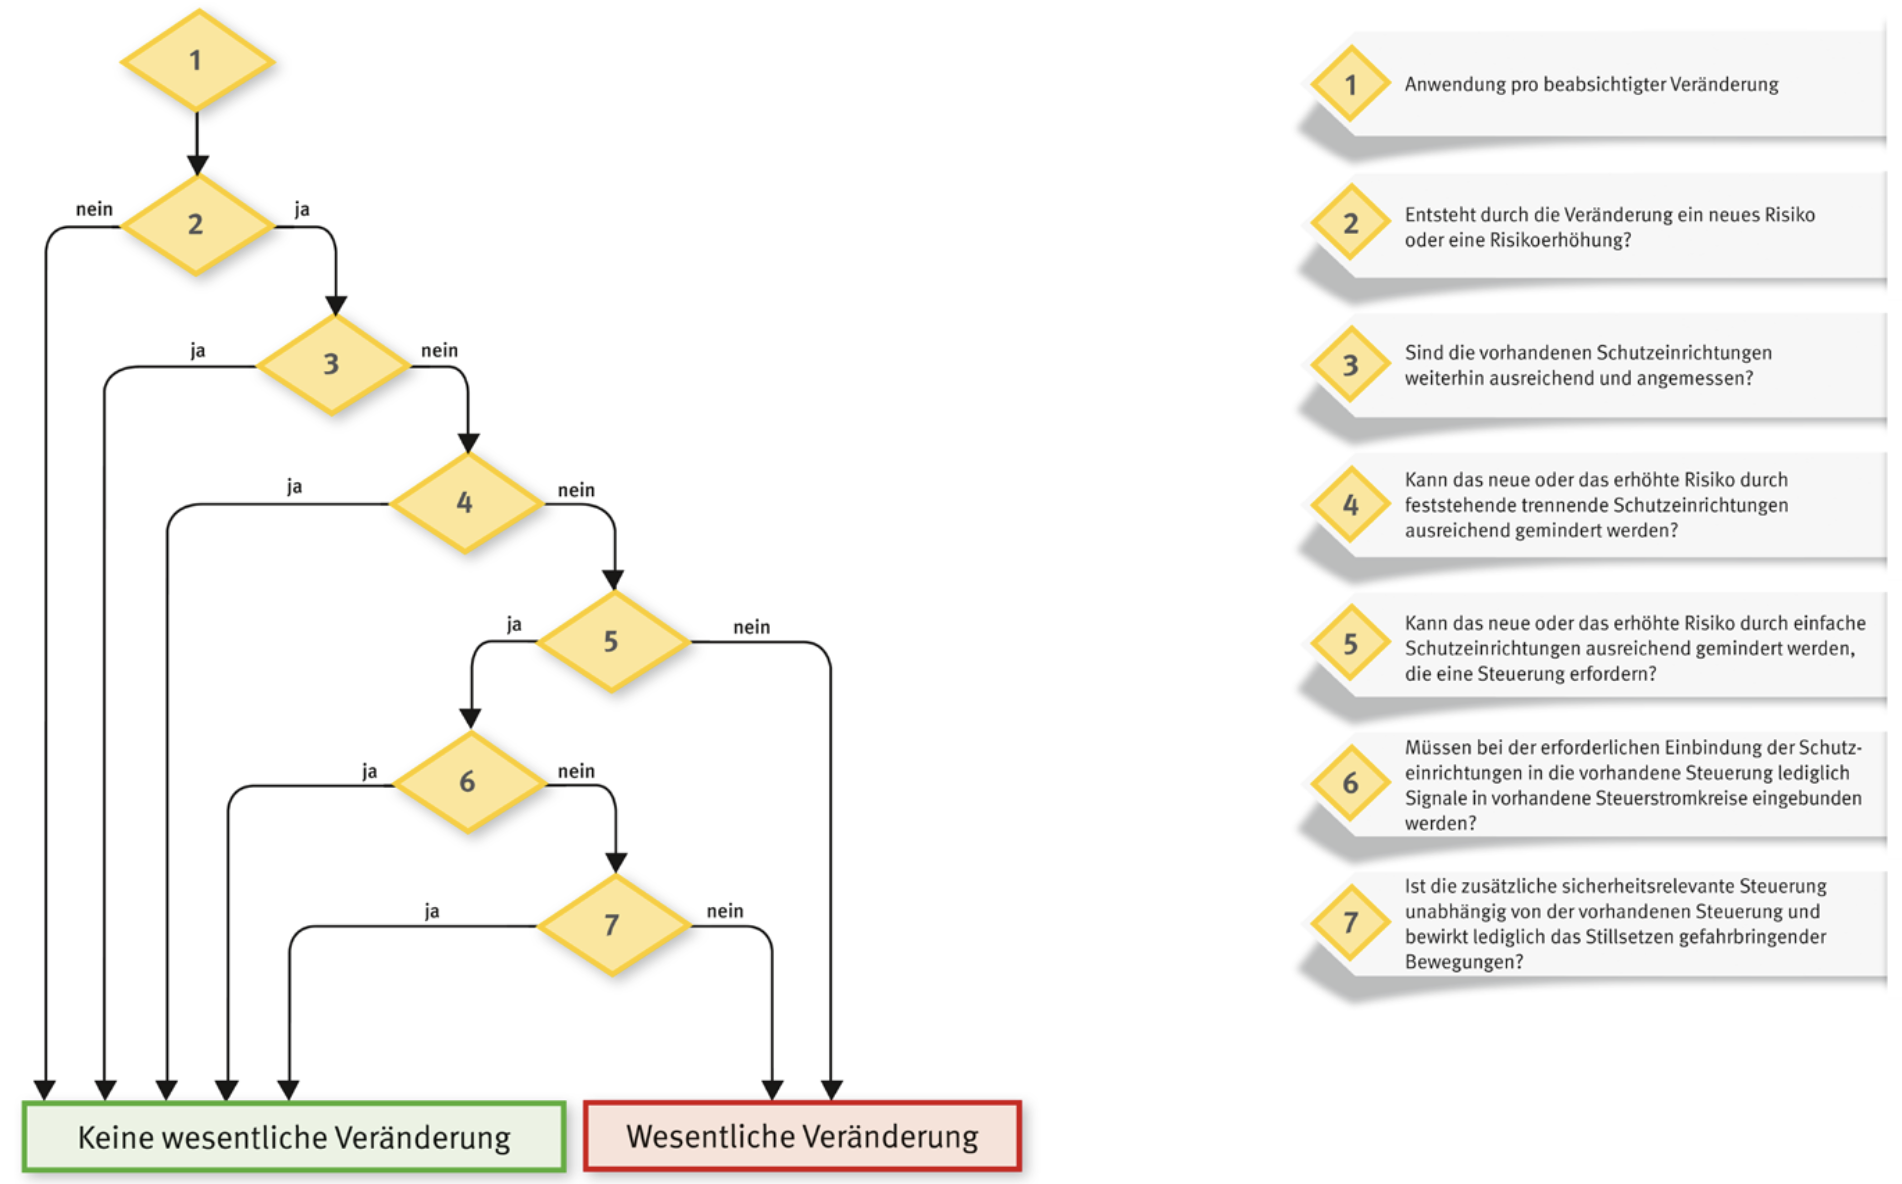 1
2
nein
ja
3
ja
nein
4
ja
nein
5
ja
nein
6
ja
nein
7
ja
nein
Keine wesentliche Veränderung
Wesentliche Veränderung
1
Anwendung pro beabsichtigter Veränderung
2
Entsteht durch die Veränderung ein neues Risiko
oder eine Risikoerhöhung?
3
Sind die vorhandenen Schutzeinrichtungen
weiterhin ausreichend und angemessen?
4
Kann das neue oder das erhöhte Risiko durch
feststehende trennende Schutzeinrichtungen
ausreichend gemindert werden?
5
Kann das neue oder das erhöhte Risiko durch einfache
Schutzeinrichtungen ausreichend gemindert werden,
die eine Steuerung erfordern?
6
Müssen bei der erforderlichen Einbindung der Schutz-
einrichtungen in die vorhandene Steuerung lediglich
Signale in vorhandene Steuerstromkreise eingebunden
werden?
7
Ist die zusätzliche sicherheitsrelevante Steuerung
unabhängig von der vorhandenen Steuerung und
bewirkt lediglich das Stillsetzen gefahrbringender
Bewegungen?